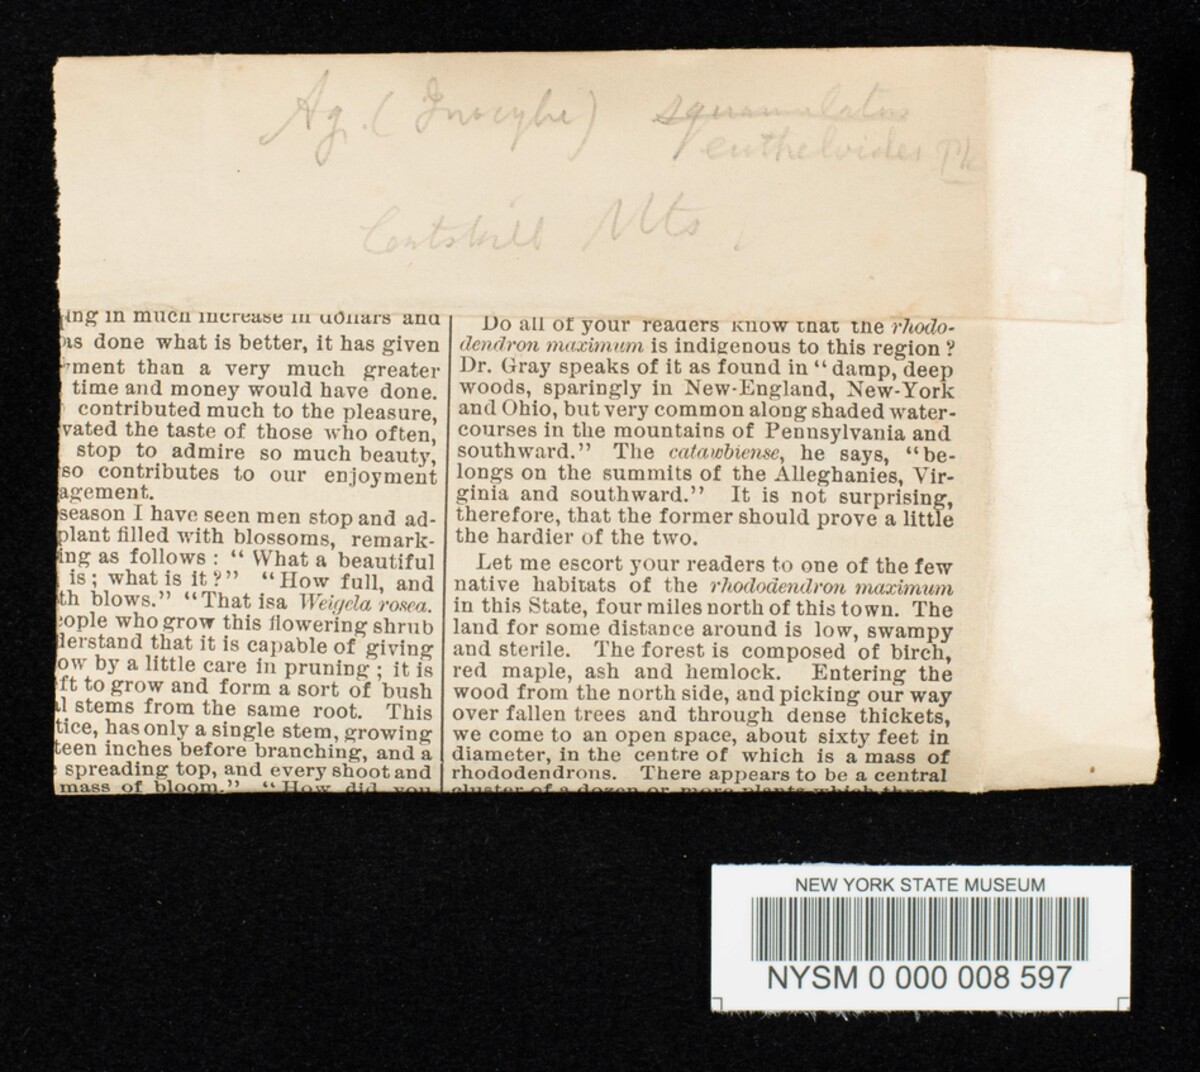 Ag. (Inocybe) squamulatus
eutheloides Pk
Catskill Mts.
ing in much increase in dollars and
as done what is better, it has given
ment than a very much greater
time and money would have done.
contributed much to the pleasure,
vated the taste of those who often,
stop to admire so much beauty,
so contributes to our enjoyment
agement.
season I have seen men stop and ad-
plant filled with blossoms, remark-
ing as follows : “ What a beautiful
is ; what is it ?” “How full, and
th blows.” “That isa Weigela rosea.
eople who grow this flowering shrub
derstand that it is capable of giving
ow by a little care in pruning ; it is
ft to grow and form a sort of bush
al stems from the same root. This
tice, has only a single stem, growing
teen inches before branching, and a
spreading top, and every shoot and
mass of bloom.” “How did you
Do all of your readers know that the rhodo-
dendron maximum is indigenous to this region ?
Dr. Gray speaks of it as found in “ damp, deep
woods, sparingly in New-England, New-York
and Ohio, but very common along shaded water-
courses in the mountains of Pennsylvania and
southward.” The catawbiense, he says, “be-
longs on the summits of the Alleghanies, Vir-
ginia and southward.” It is not surprising,
therefore, that the former should prove a little
the hardier of the two.
Let me escort your readers to one of the few
native habitats of the rhododendron maximum
in this State, four miles north of this town. The
land for some distance around is low, swampy
and sterile. The forest is composed of birch,
red maple, ash and hemlock. Entering the
wood from the north side, and picking our way
over fallen trees and through dense thickets,
we come to an open space, about sixty feet in
diameter, in the centre of which is a mass of
rhododendrons. There appears to be a central
cluster of a dozen or more plants which throw
NEW YORK STATE MUSEUM
NYSM 0 000 008 597